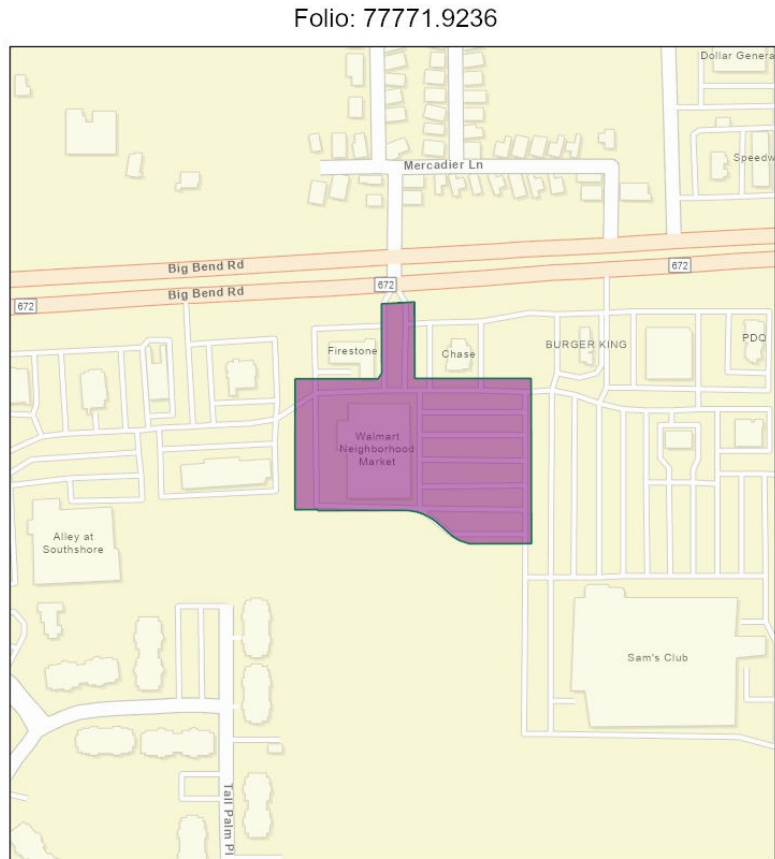 Folio: 77771.9236
Dollar Genera
Speedw
Mercadier Ln
Big Bend Rd
672
672
Big Bend Rd
672
Firestone
Chase
BURGER KING
PDQ
Walmart
Neighborhood
Market
Alley at
Southshore
Sam's Club
Tall Palm Pl